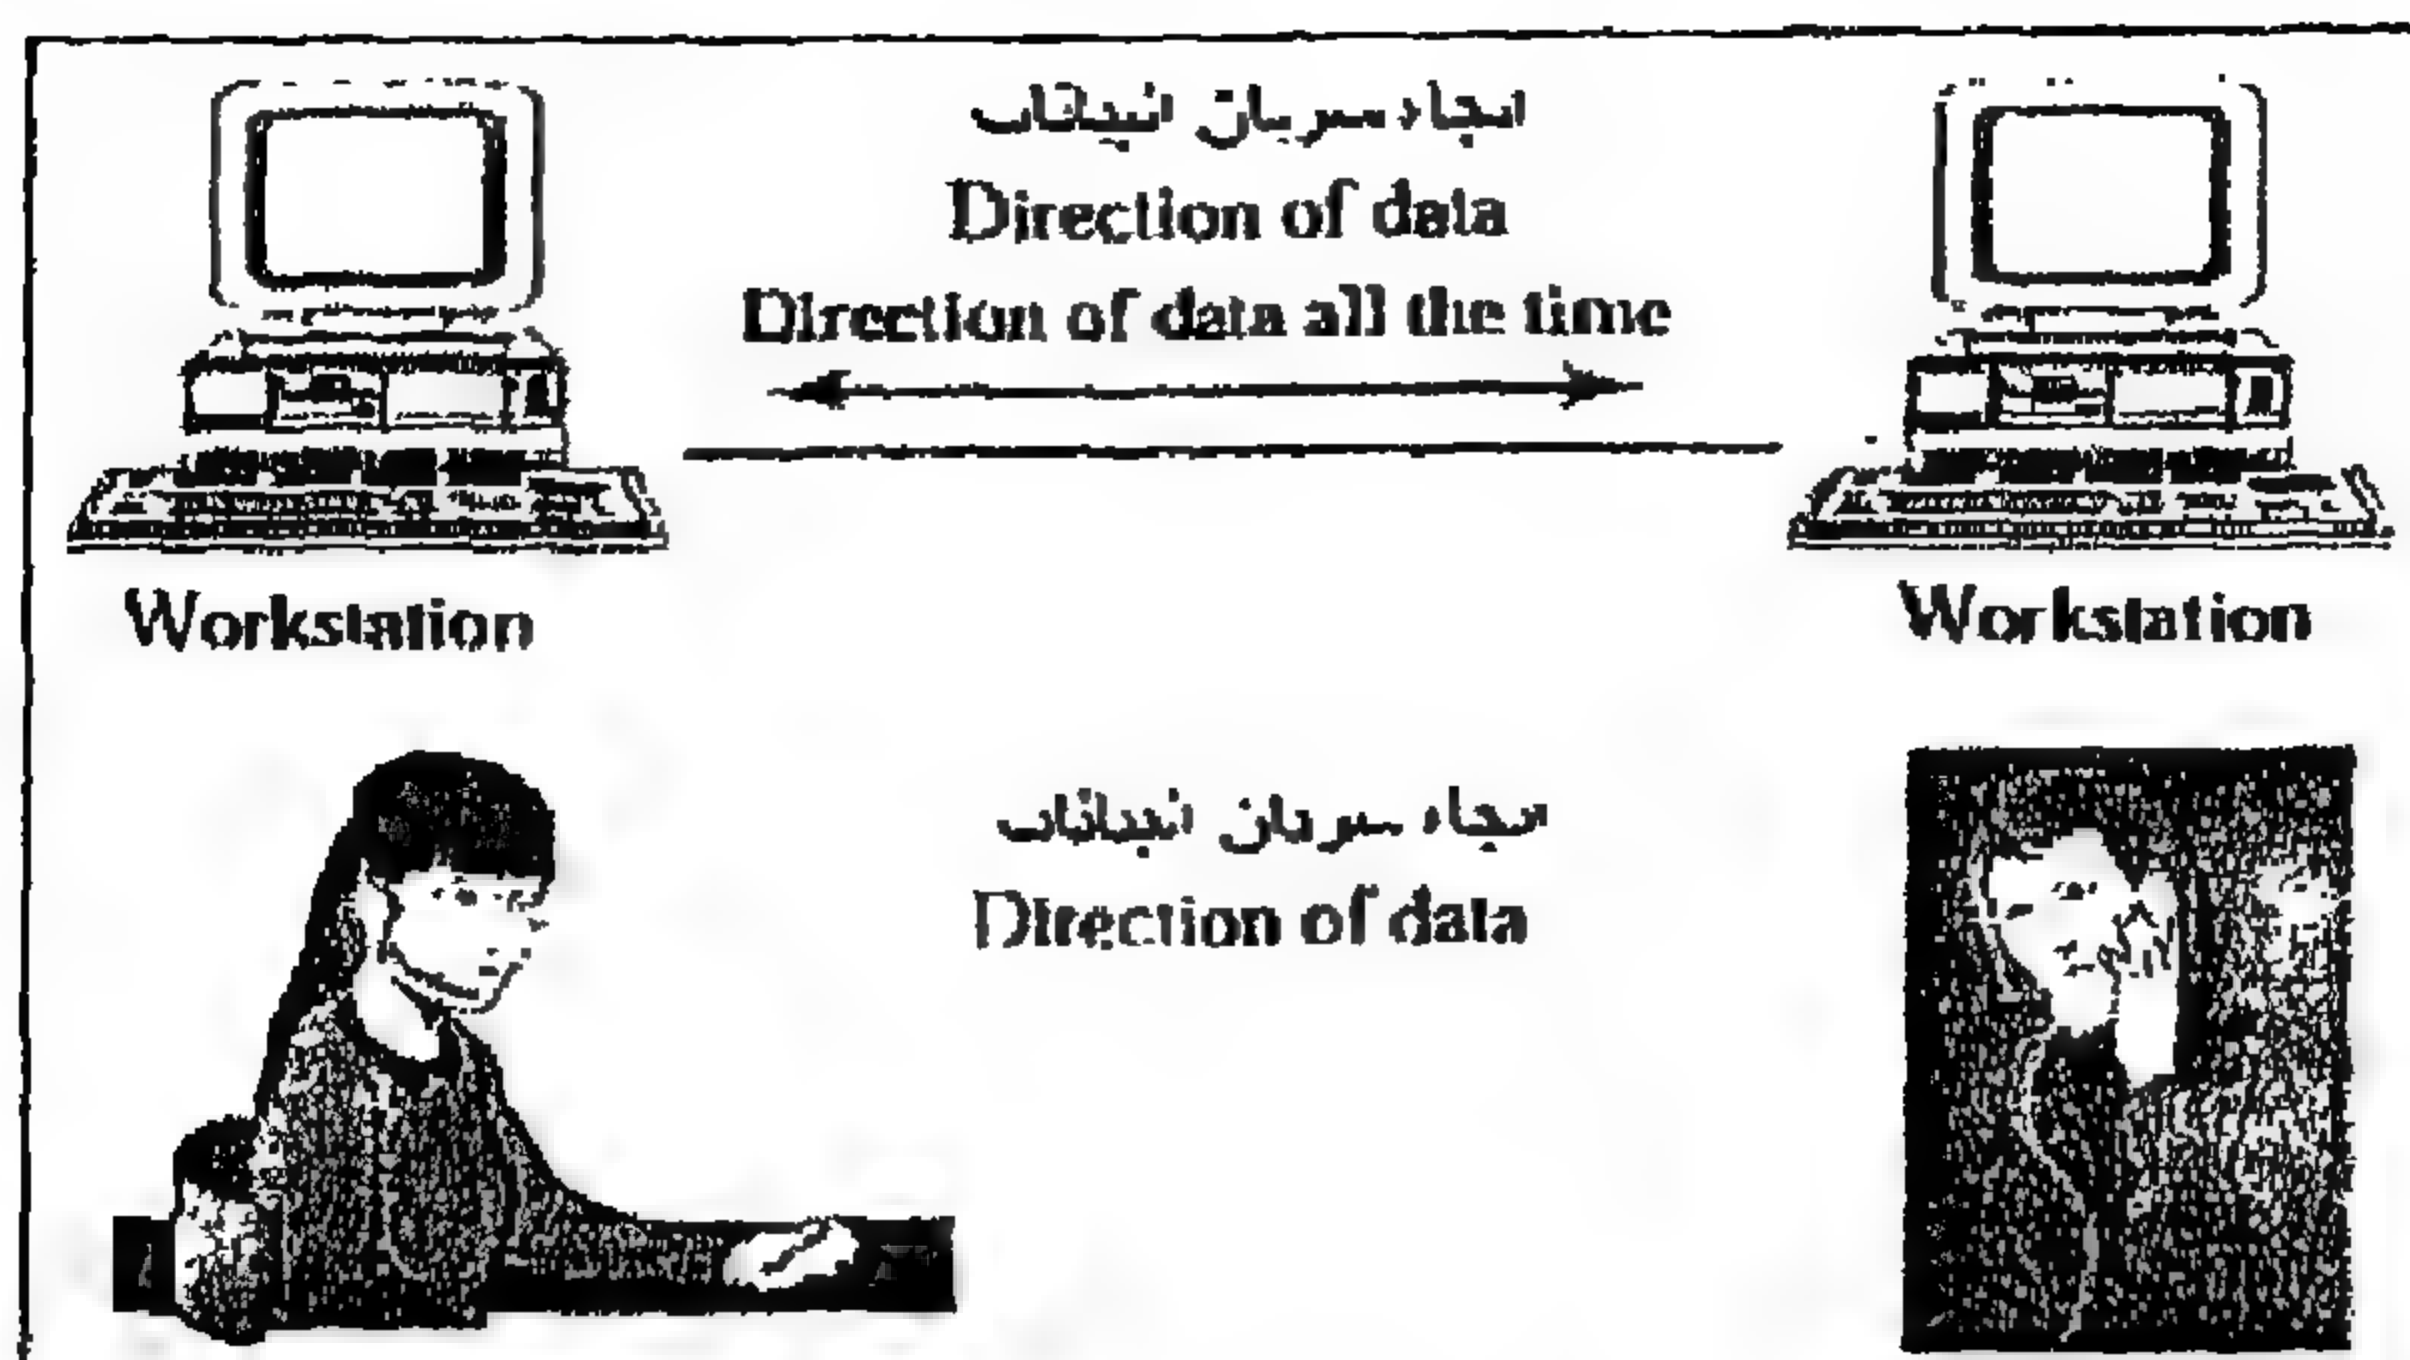 اتجاه سريان البيانات
Direction of data
Direction of data all the time
Workstation
Workstation
اتجاه سريان البيانات
Direction of data